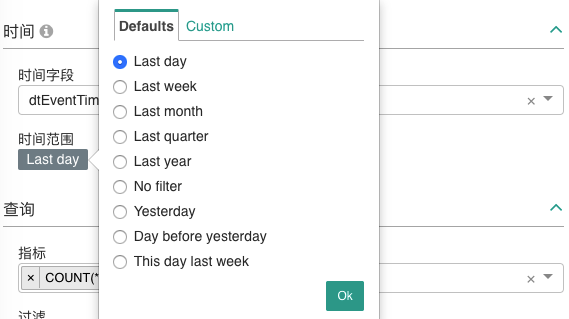 时间
Defaults Custom
时间字段
dtEventTim
Last day
Last week
Last month
Last quarter
Last year
No filter
Yesterday
Day before yesterday
This day last week
Ok
时间范围
Last day
查询
指标
× COUNT(*
过滤